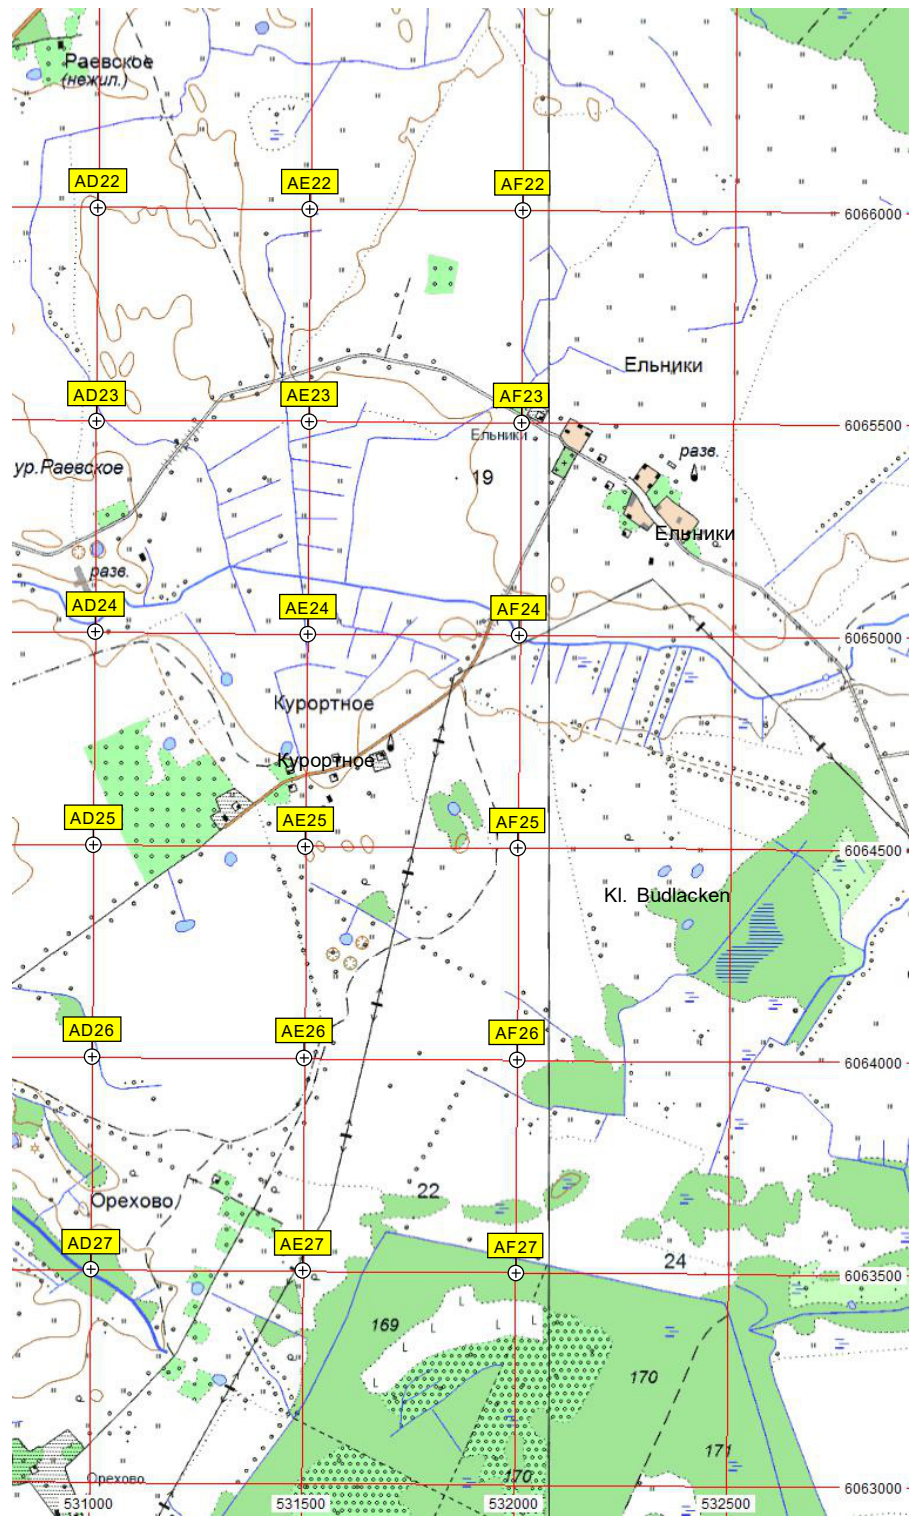 Раевское
(нежил.)
AD22
AE22
AF22
6066000
Ельники
AD23
AE23
AF23
6065500
Ельники
разв.
ур.Раевское
19
Ельники
разв.
AD24
AE24
AF24
6065000
Курортное
Курортное
AD25
AE25
AF25
6064500
Kl. Budlacken
AD26
AE26
AF26
6064000
22
Орехово
AD27
AE27
AF27
24
6063500
169
L
L
L
L
L
170
171
170
Орехово
6063000
531000
531500
532000
532500